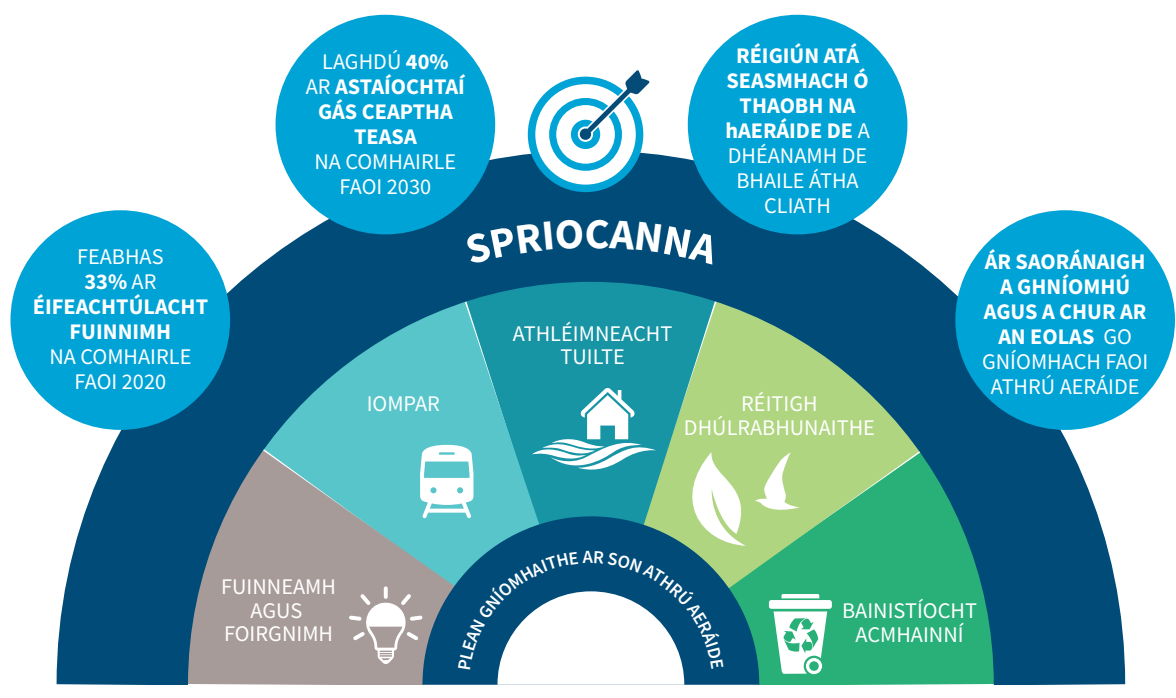 LAGHDÚ 40%
AR ASTAÍOCHTAÍ
GÁS CEAPTHA
TEASA
NA COMHAIRLE
FAOI 2030
RÉIGIÚN ATÁ
SEASMHACH Ó
THAOBH NA
hAERÁIDE DE A
DHÉANAMH DE
BHAILE ÁTHA
CLIATH
FEABHAS
33% AR
ÉIFEACHTÚLACHT
FUINNIMH
NA COMHAIRLE
FAOI 2020
SPRIOCANNA
ÁR SAORÁNAIGH
A GHNÍOMHÚ
AGUS A CHUR AR
AN EOLAS GO
GNÍOMHACH FAOI
ATHRÚ AERÁIDE
FUINNEAMH
AGUS
FOIRGNIMH
IOMPAR
ATHLÉIMNEACHT
TUILTE
RÉITIGH
DHÚLRABHUNAITHE
BAINISTÍOCHT
ACMHAINNÍ
PLEAN GNÍOMHAITHE AR SON ATHRÚ AERÁIDE